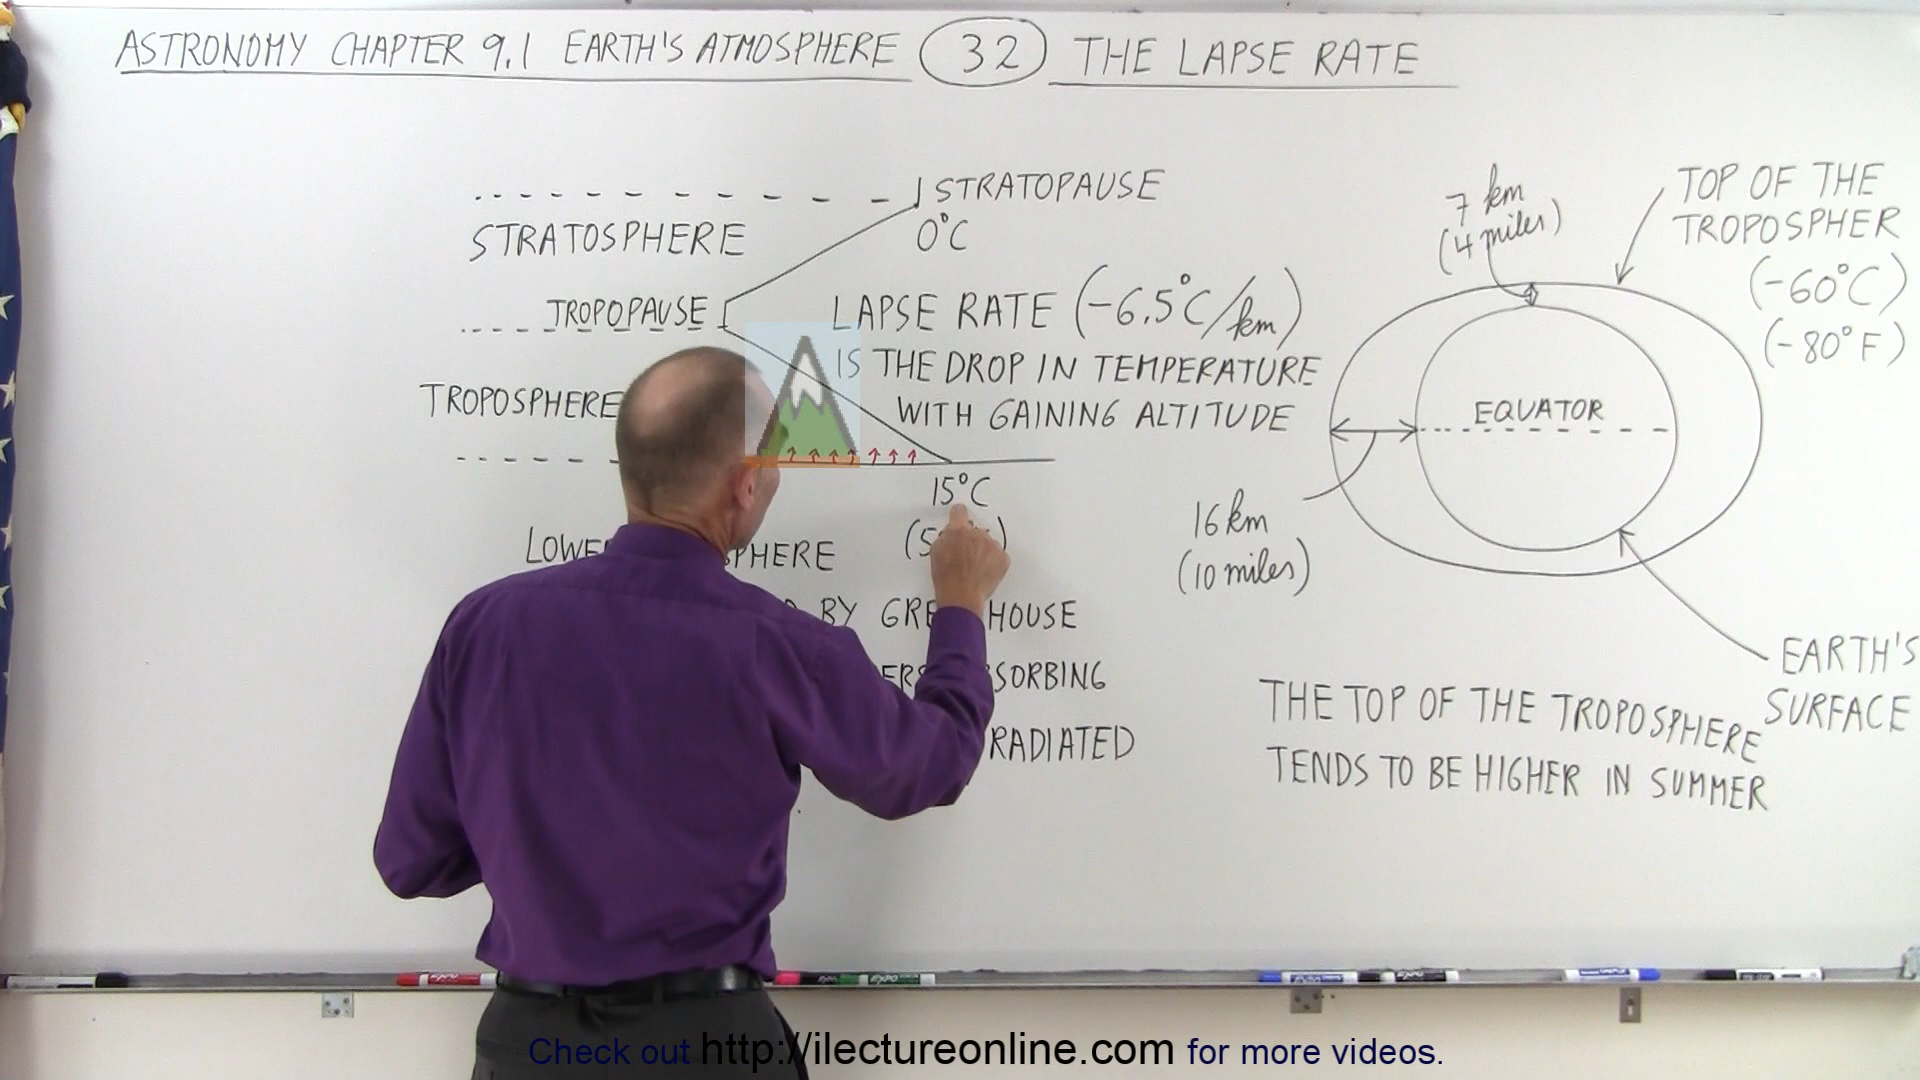 ASTRONOMY CHAPTER 9.1 EARTH'S ATMOSPHERE 32 THE LAPSE RATE
STRATOPAUSE
STRATOSPHERE
0°C
TROPOPAUSE
LAPSE RATE (-6.5°C/km)
IS THE DROP IN TEMPERATURE
TROPOSPHERE
WITH GAINING ALTITUDE
15°C
BY
HOUSE
RADIATED
7 km
(4 miles)
TOP OF THE
TROPOSPHER
(-60°C)
(-80°F)
EQUATOR
16 km
(10 miles)
EARTH'S
SURFACE
THE TOP OF THE TROPOSPHERE
TENDS TO BE HIGHER IN SUMMER
Check out http://ilectureonline.com for more videos.